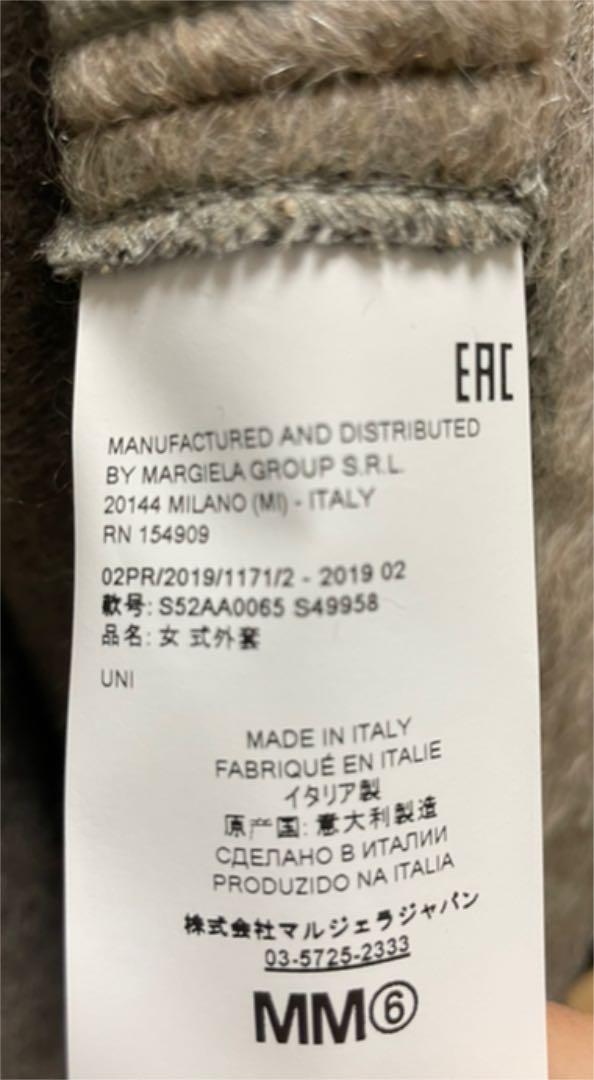 EAC
MANUFACTURED AND DISTRIBUTED
BY MARGIELA GROUP S.R.L.
20144 MILANO (MI) - ITALY
RN 154909
02PR/2019/1171/2 - 2019 02
款号: S52AA0065 S49958
品名: 女 式外套
UNI
MADE IN ITALY
FABRIQUÉ EN ITALIE
イタリア製
原产国: 意大利製造
СДЕЛАНО В ИТАЛИИ
PRODUZIDO NA ITALIA
株式会社マルジェラジャパン
03-5725-2333
MM⑥